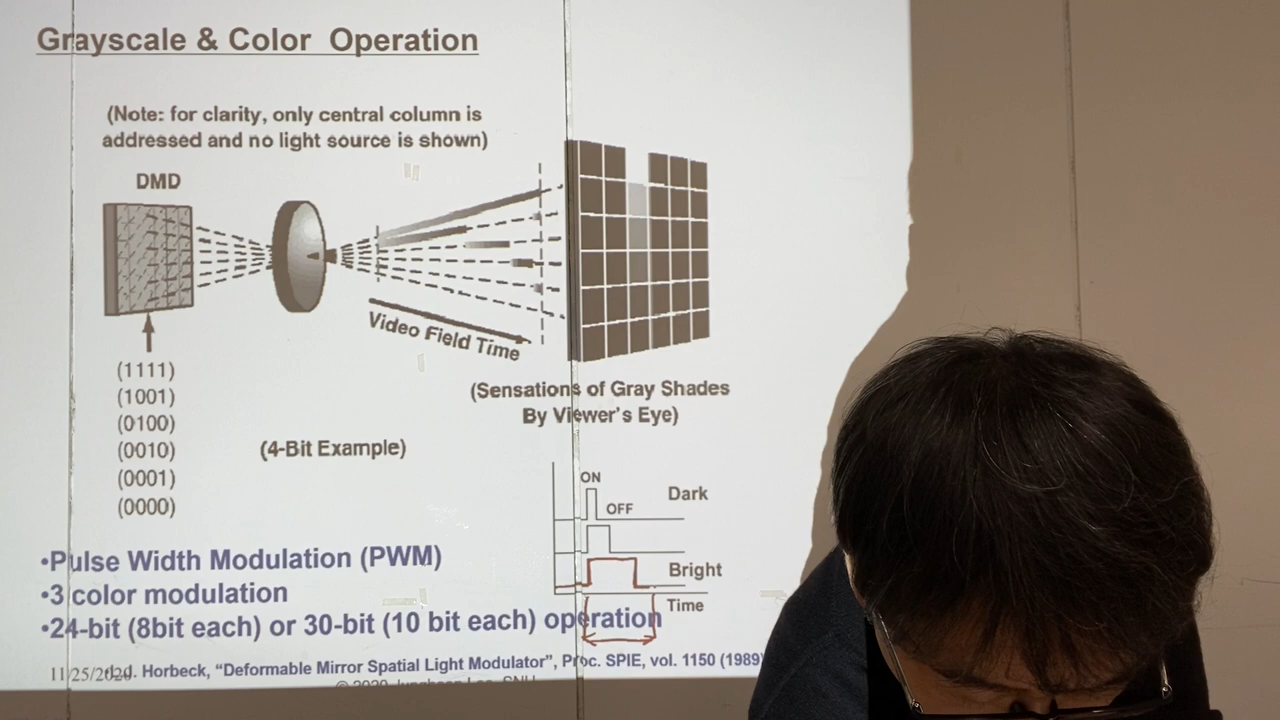 Grayscale & Color Operation
(Note: for clarity, only central column is
addressed and no light source is shown)
DMD
Video Field Time
(1111)
(1001)
(0100)
(0010)
(0001)
(0000)
(4-Bit Example)
(Sensations of Gray Shades
By Viewer's Eye)
ON
OFF
Dark
Bright
Time
•Pulse Width Modulation (PWM)
•3 color modulation
•24-bit (8bit each) or 30-bit (10 bit each) operation
11/25/2020 Horbeck, "Deformable Mirror Spatial Light Modulator", Proc. SPIE, vol. 1150 (1989)
© 2020